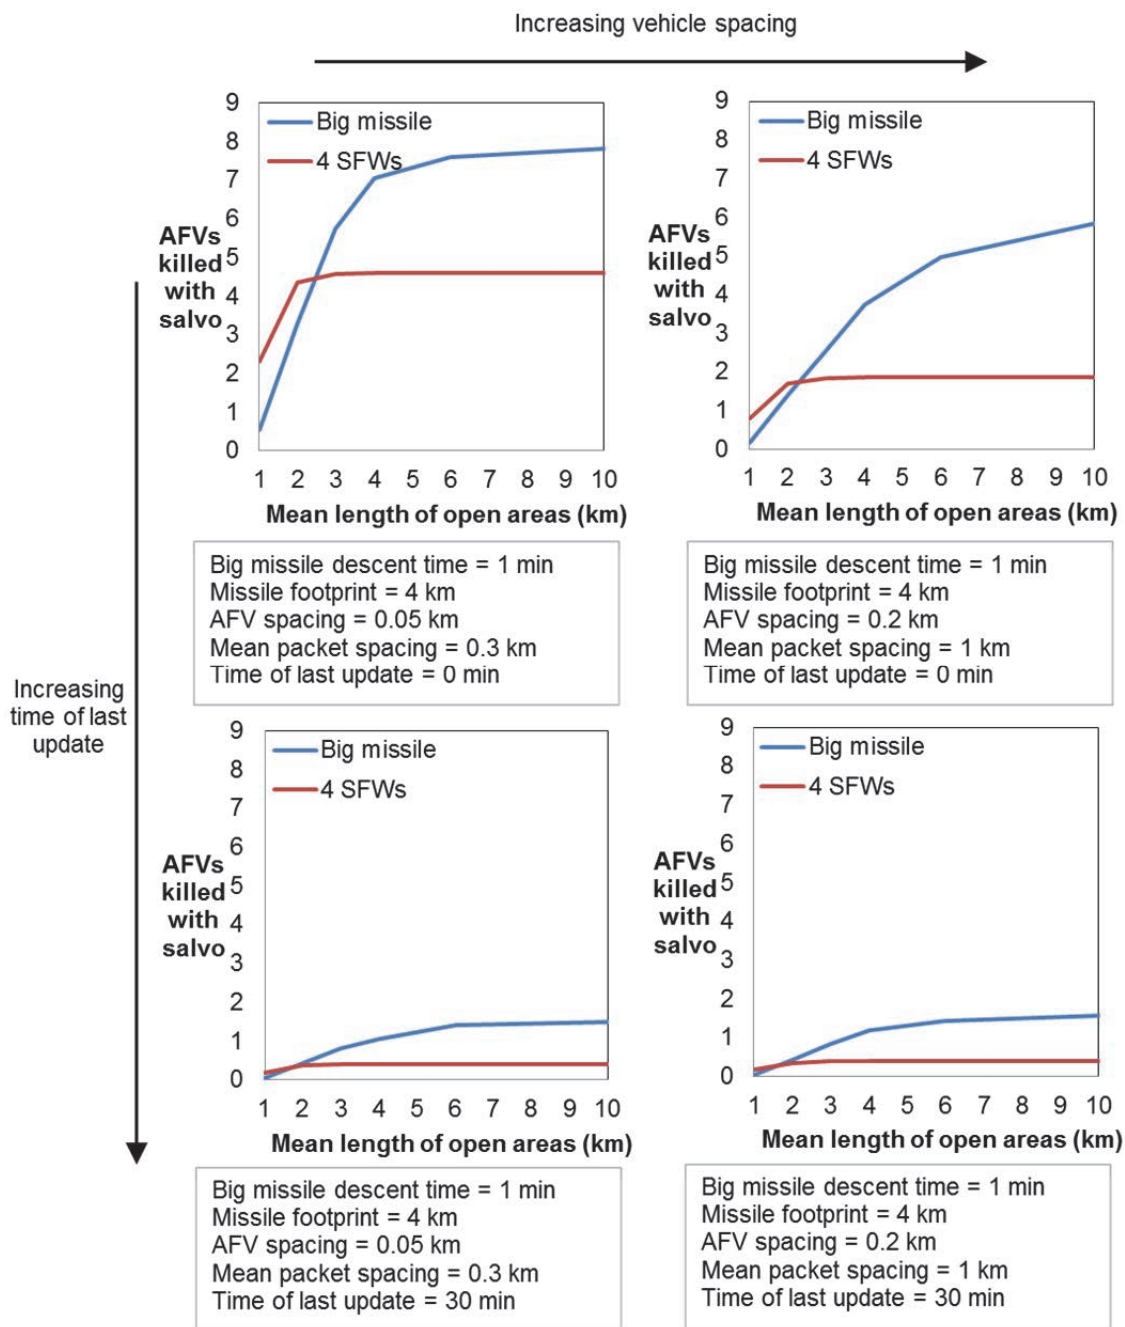 Increasing vehicle spacing
9
8
7
6
5
4
3
2
1
0
Big missile
4 SFWs
AFVs
killed
with
salvo
1 2 3 4 5 6 7 8 9 10
Mean length of open areas (km)
Big missile descent time = 1 min
Missile footprint = 4 km
AFV spacing = 0.05 km
Mean packet spacing = 0.3 km
Time of last update = 0 min
9
8
7
6
5
4
3
2
1
0
Big missile
4 SFWs
AFVs
killed
with
salvo
1 2 3 4 5 6 7 8 9 10
Mean length of open areas (km)
Big missile descent time = 1 min
Missile footprint = 4 km
AFV spacing = 0.2 km
Mean packet spacing = 1 km
Time of last update = 0 min
Increasing
time of last
update
9
8
7
6
5
4
3
2
1
0
Big missile
4 SFWs
AFVs
killed
with
salvo
1 2 3 4 5 6 7 8 9 10
Mean length of open areas (km)
Big missile descent time = 1 min
Missile footprint = 4 km
AFV spacing = 0.05 km
Mean packet spacing = 0.3 km
Time of last update = 30 min
9
8
7
6
5
4
3
2
1
0
Big missile
4 SFWs
AFVs
killed
with
salvo
1 2 3 4 5 6 7 8 9 10
Mean length of open areas (km)
Big missile descent time = 1 min
Missile footprint = 4 km
AFV spacing = 0.2 km
Mean packet spacing = 1 km
Time of last update = 30 min